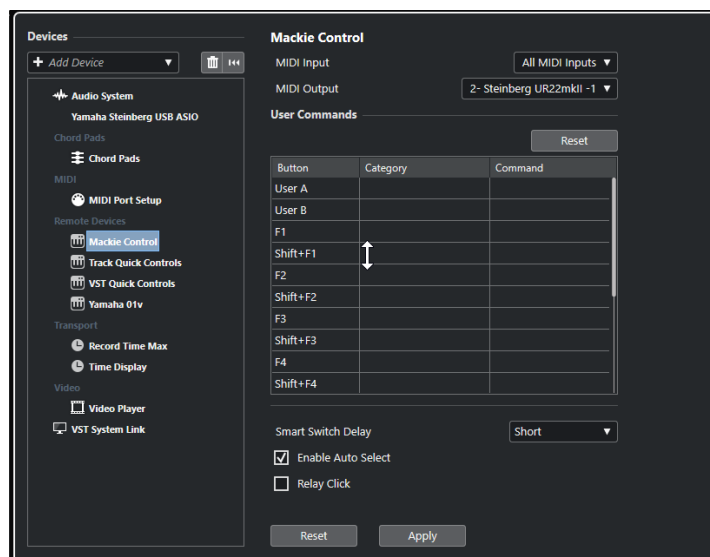 Devices
+ Add Device
Audio System
Yamaha Steinberg USB ASIO
Chord Pads
Chord Pads
MIDI
MIDI Port Setup
Remote Devices
Mackie Control
Track Quick Controls
VST Quick Controls
Yamaha 01v
Transport
Record Time Max
Time Display
Video
Video Player
VST System Link
Mackie Control
MIDI Input All MIDI Inputs
MIDI Output 2- Steinberg UR22mkII -1
User Commands
Reset
Button Category Command
User A
User B
F1
Shift+F1
F2
Shift+F2
F3
Shift+F3
F4
Shift+F4
Smart Switch Delay Short
Enable Auto Select
Relay Click
Reset Apply